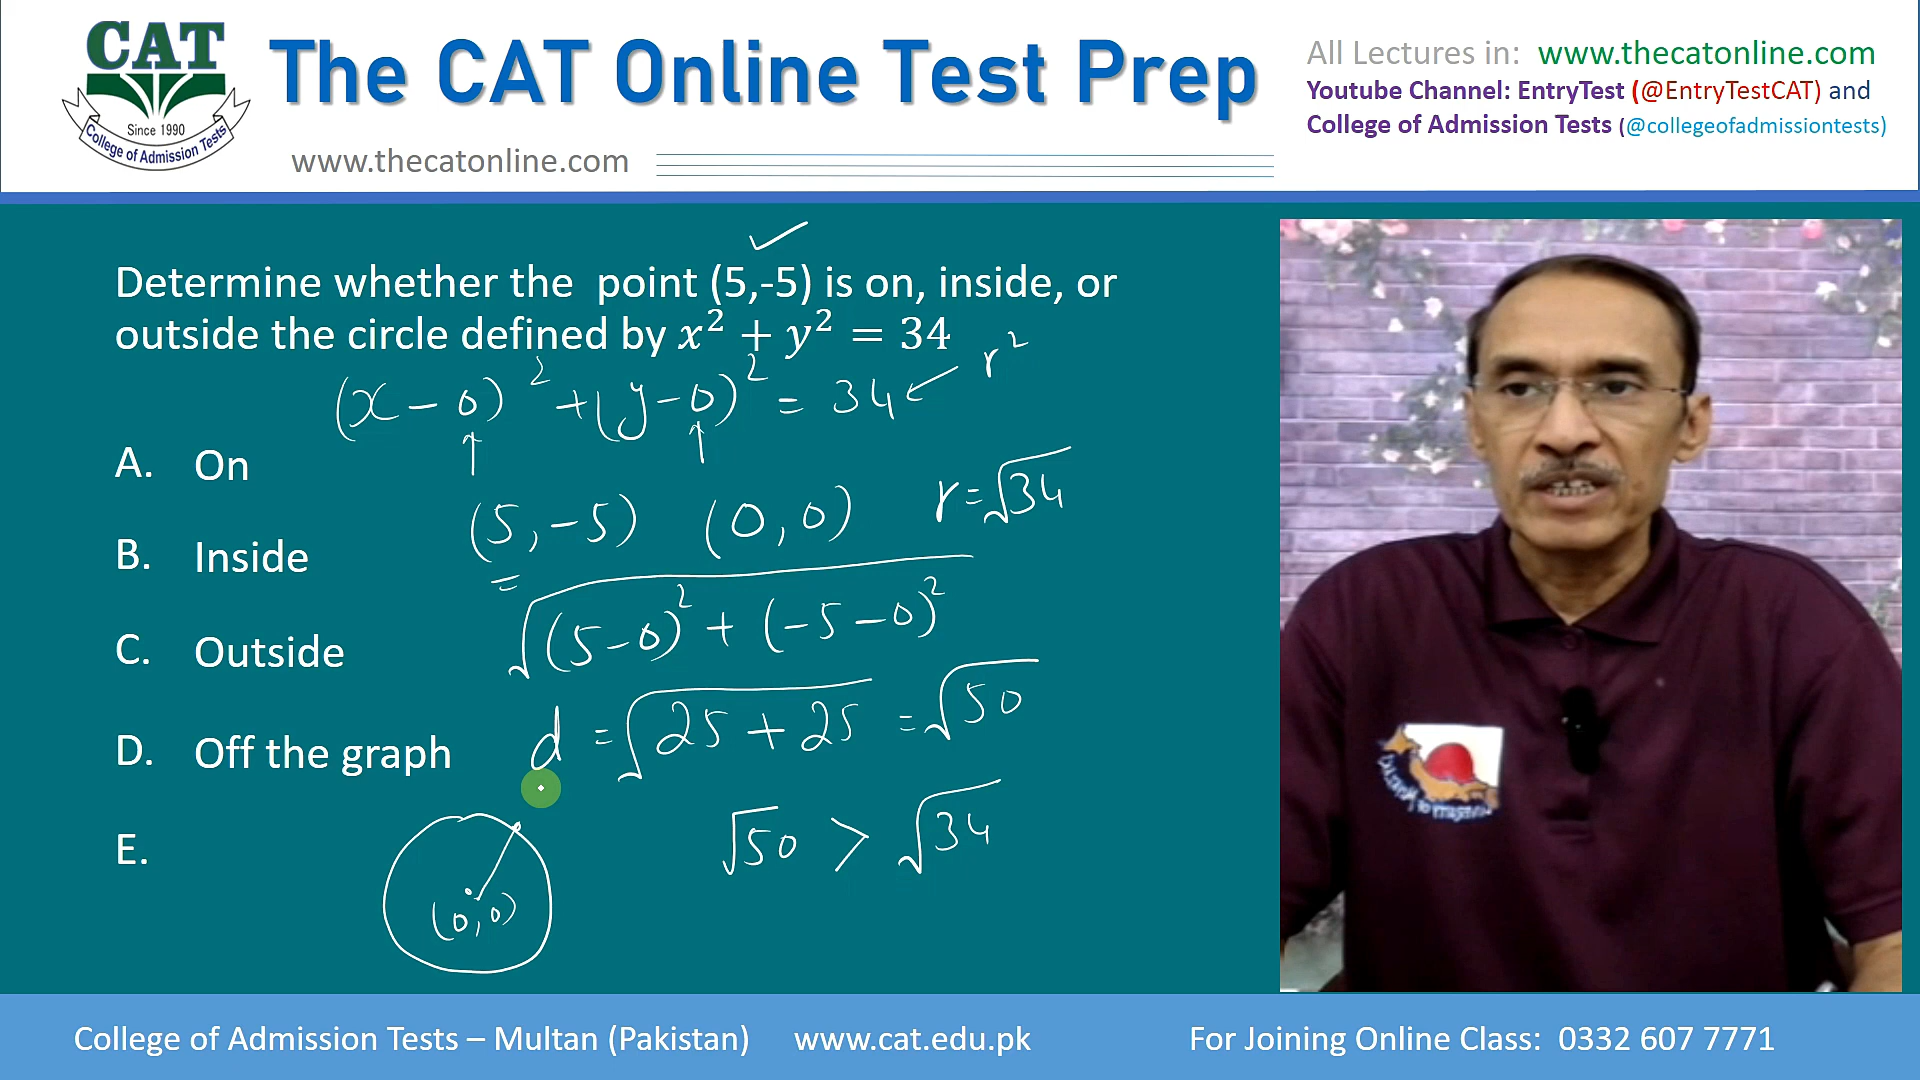 CAT
Since 1990
College of Admission Tests
The CAT Online Test Prep
www.thecatonline.com
All Lectures in: www.thecatonline.com
Youtube Channel: EntryTest (@EntryTestCAT) and
College of Admission Tests (@collegeofadmissiontests)
Determine whether the point (5,-5) is on, inside, or
outside the circle defined by x² + y² = 34
r²
(x - 0)² + (y - 0)² = 34
A. On
(5, -5) (0, 0) r = √34
B. Inside
√(5-0)² + (-5-0)²
C. Outside
d = √25 + 25 = √50
D. Off the graph
√50 > √34
E.
(0, 0)
College of Admission Tests – Multan (Pakistan) www.cat.edu.pk For Joining Online Class: 0332 607 7771